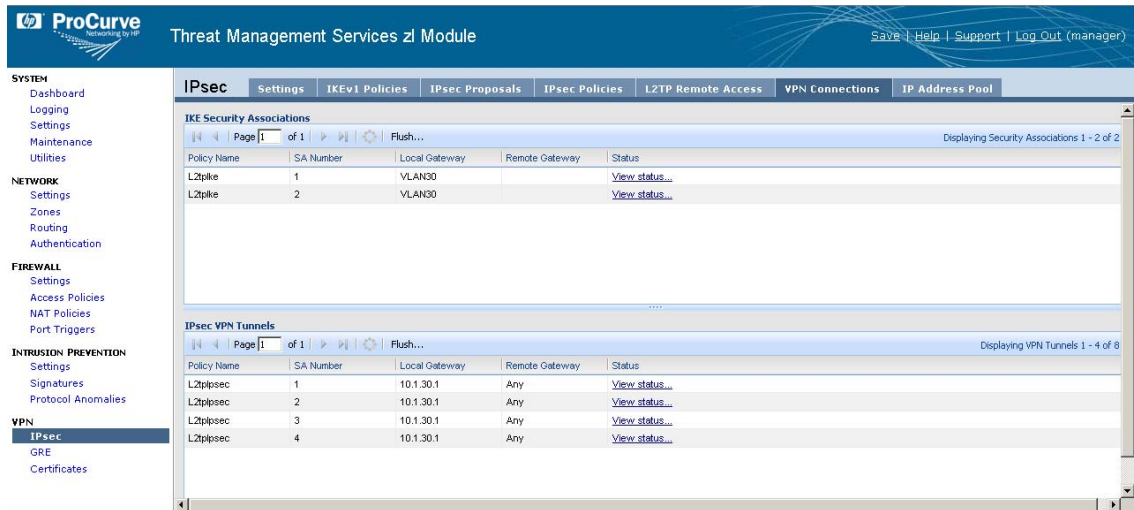 hp ProCurve
Networking by HP
Threat Management Services zl Module
Save | Help | Support | Log Out (manager)
SYSTEM
Dashboard
Logging
Settings
Maintenance
Utilities
NETWORK
Settings
Zones
Routing
Authentication
FIREWALL
Settings
Access Policies
NAT Policies
Port Triggers
INTRUSION PREVENTION
Settings
Signatures
Protocol Anomalies
VPN
IPsec
GRE
Certificates
IPsec Settings IKEv1 Policies IPsec Proposals IPsec Policies L2TP Remote Access VPN Connections IP Address Pool
IKE Security Associations
Page 1 of 1 Flush... Displaying Security Associations 1 - 2 of 2
Policy Name SA Number Local Gateway Remote Gateway Status
L2tpIke 1 VLAN30 View status...
L2tpIke 2 VLAN30 View status...
IPsec VPN Tunnels
Page 1 of 1 Flush... Displaying VPN Tunnels 1 - 4 of 8
Policy Name SA Number Local Gateway Remote Gateway Status
L2tpIpsec 1 10.1.30.1 Any View status...
L2tpIpsec 2 10.1.30.1 Any View status...
L2tpIpsec 3 10.1.30.1 Any View status...
L2tpIpsec 4 10.1.30.1 Any View status...